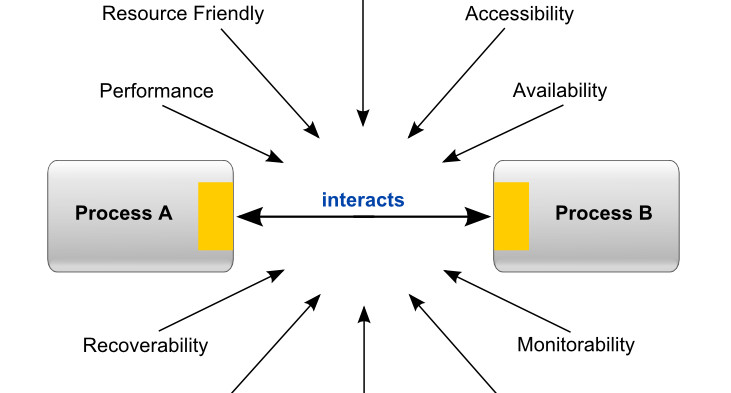 Resource Friendly
Accessibility
Performance
Availability
interacts
Process A
Process B
Recoverability
Monitorability